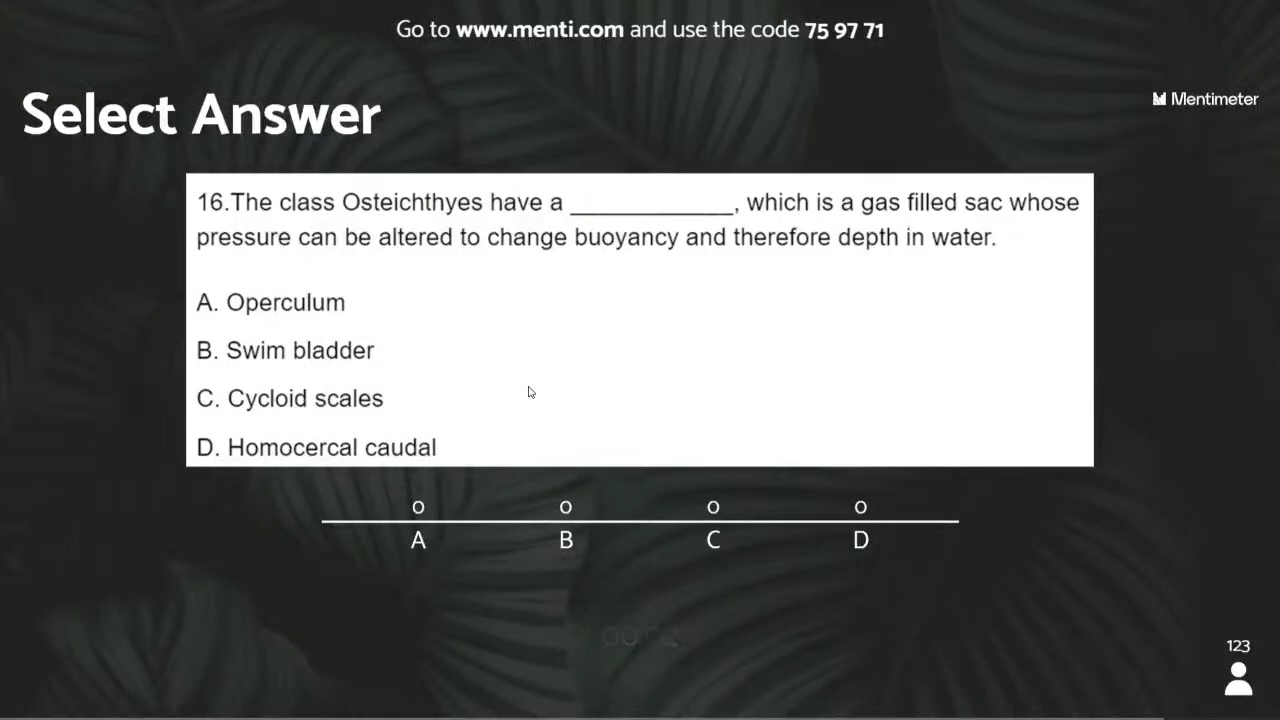 Go to www.menti.com and use the code 75 97 71
Select Answer
Mentimeter
16.The class Osteichthyes have a ____________, which is a gas filled sac whose
pressure can be altered to change buoyancy and therefore depth in water.
A. Operculum
B. Swim bladder
C. Cycloid scales
D. Homocercal caudal
0 0 0 0
A B C D
123